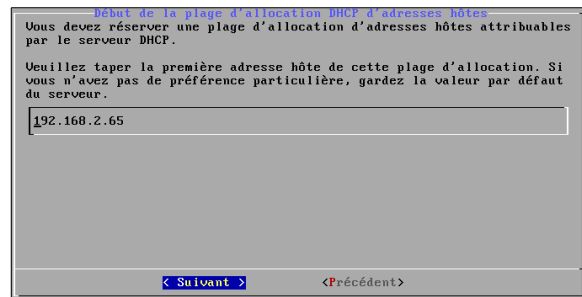 Début de la plage d'allocation DHCP d'adresses hôtes
Vous devez réserver une plage d'allocation d'adresses hôtes attribuables
par le serveur DHCP.
Veuillez taper la première adresse hôte de cette plage d'allocation. Si
vous n'avez pas de préférence particulière, gardez la valeur par défaut
du serveur.
192.168.2.65
< Suivant > <Précédent>